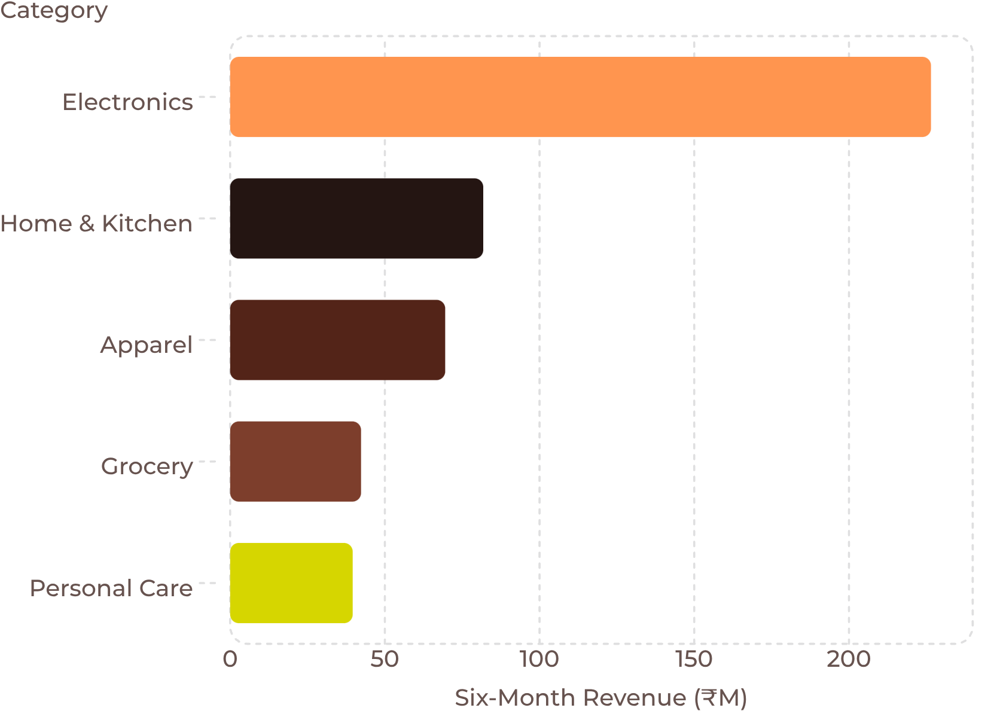 Category
Electronics
Home & Kitchen
Apparel
Grocery
Personal Care
0 50 100 150 200
Six-Month Revenue (₹M)